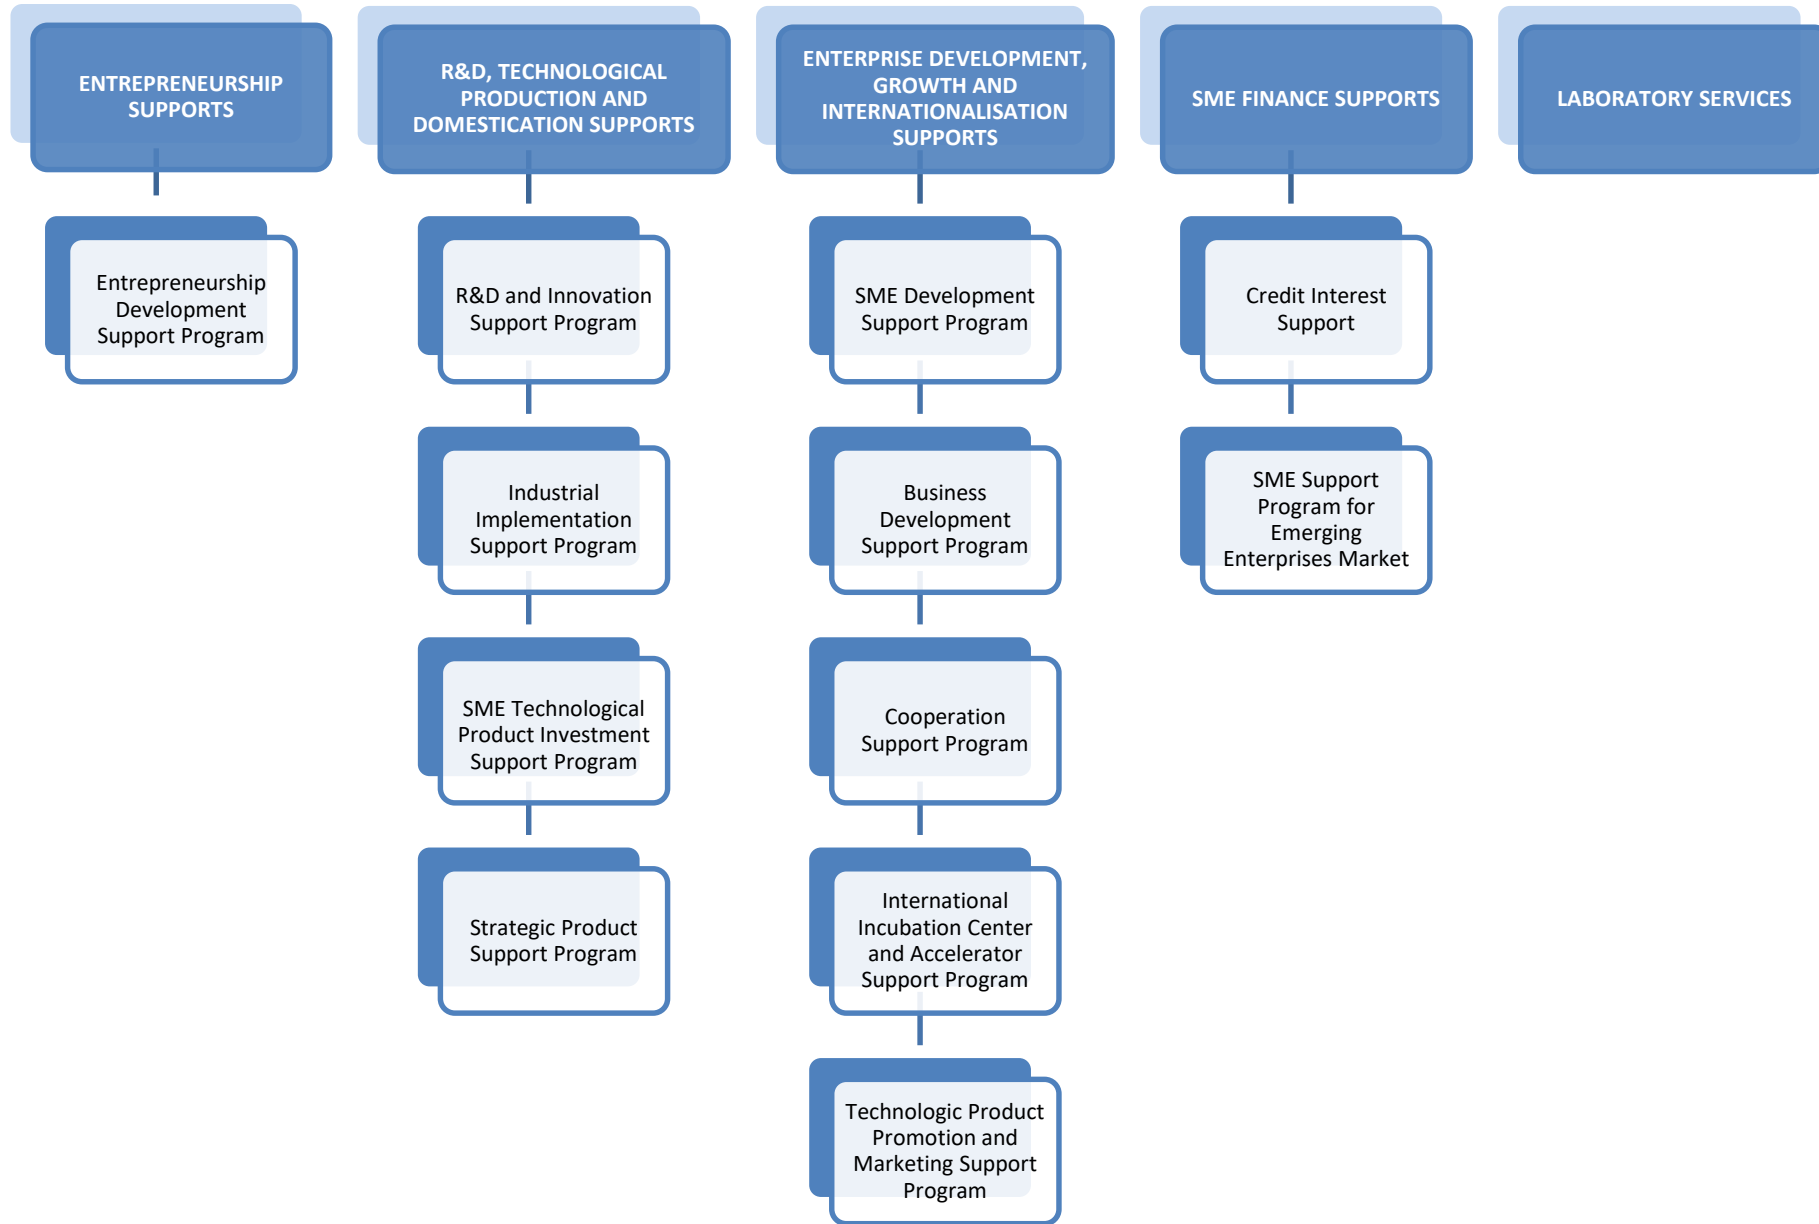 ENTREPRENEURSHIP
SUPPORTS
R&D, TECHNOLOGICAL
PRODUCTION AND
DOMESTICATION SUPPORTS
ENTERPRISE DEVELOPMENT,
GROWTH AND
INTERNATIONALISATION
SUPPORTS
SME FINANCE SUPPORTS
LABORATORY SERVICES
Entrepreneurship
Development
Support Program
R&D and Innovation
Support Program
Industrial
Implementation
Support Program
SME Technological
Product Investment
Support Program
Strategic Product
Support Program
SME Development
Support Program
Business
Development
Support Program
Cooperation
Support Program
International
Incubation Center
and Accelerator
Support Program
Technologic Product
Promotion and
Marketing Support
Program
Credit Interest
Support
SME Support
Program for
Emerging
Enterprises Market